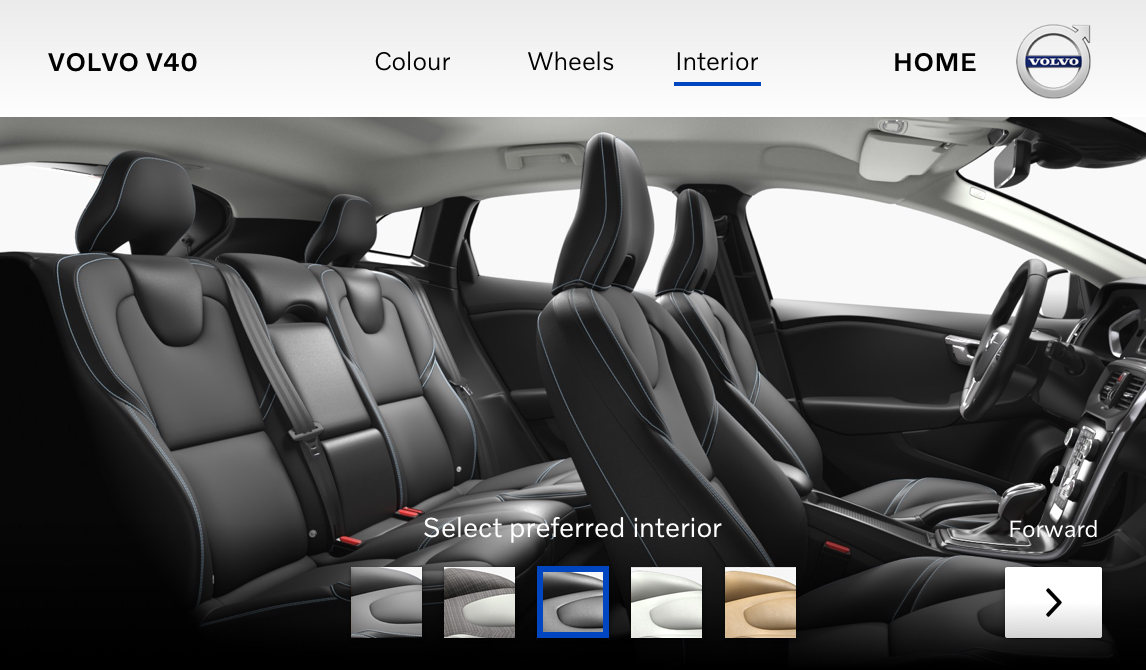 VOLVO V40
Colour
Wheels
Interior
HOME
VOLVO
Select preferred interior
Forward